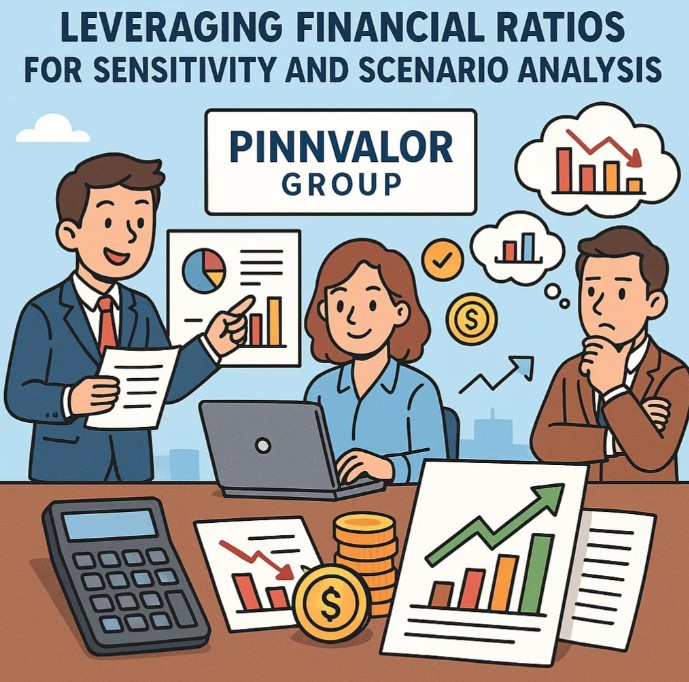 LEVERAGING FINANCIAL RATIOS
FOR SENSITIVITY AND SCENARIO ANALYSIS
PINNVALOR
GROUP
$
$